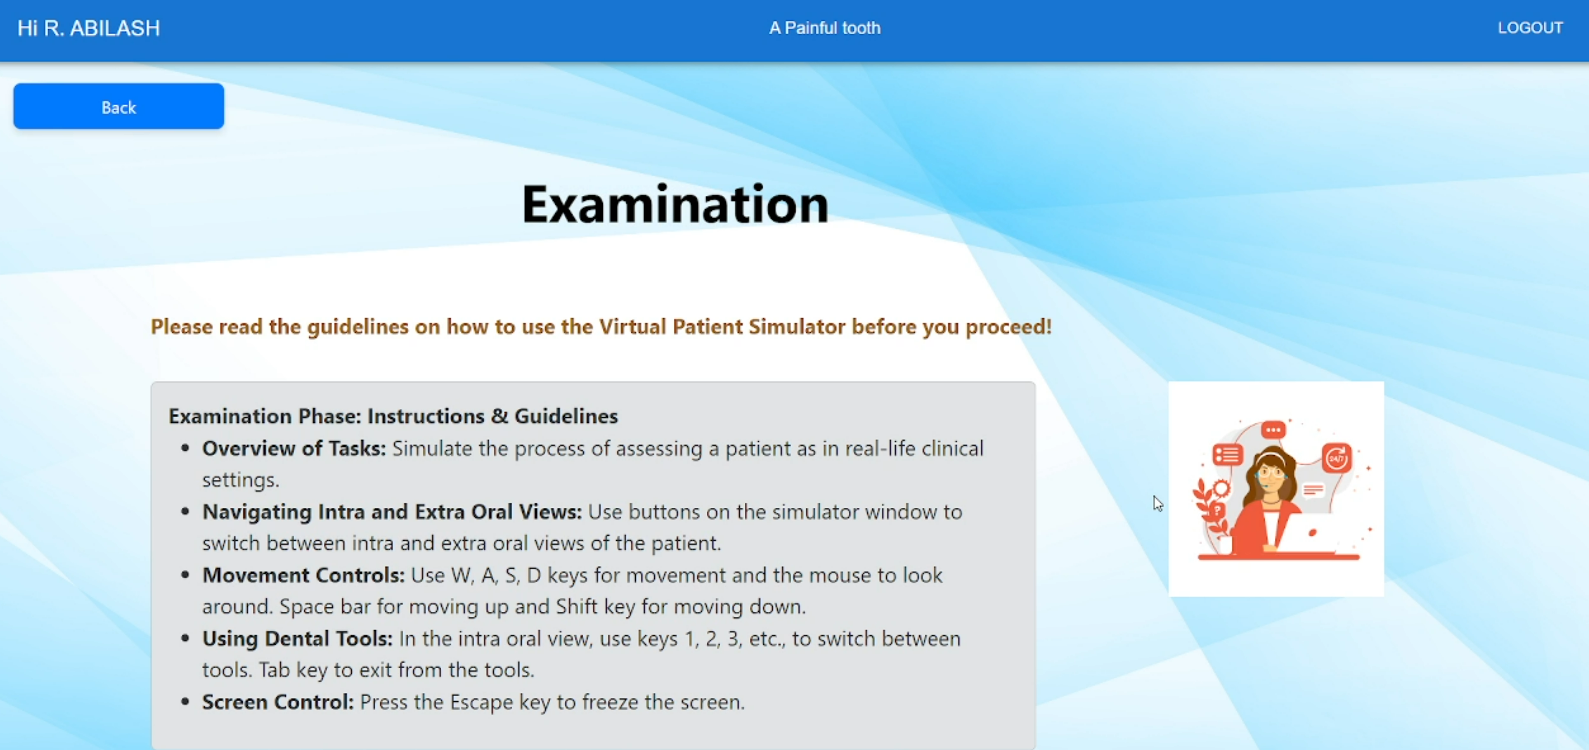 Hi R. ABILASH
A Painful tooth
LOGOUT
Back
Examination
Please read the guidelines on how to use the Virtual Patient Simulator before you proceed!
Examination Phase: Instructions & Guidelines
• Overview of Tasks: Simulate the process of assessing a patient as in real-life clinical
settings.
• Navigating Intra and Extra Oral Views: Use buttons on the simulator window to
switch between intra and extra oral views of the patient.
• Movement Controls: Use W, A, S, D keys for movement and the mouse to look
around. Space bar for moving up and Shift key for moving down.
• Using Dental Tools: In the intra oral view, use keys 1, 2, 3, etc., to switch between
tools. Tab key to exit from the tools.
• Screen Control: Press the Escape key to freeze the screen.
24/7
?